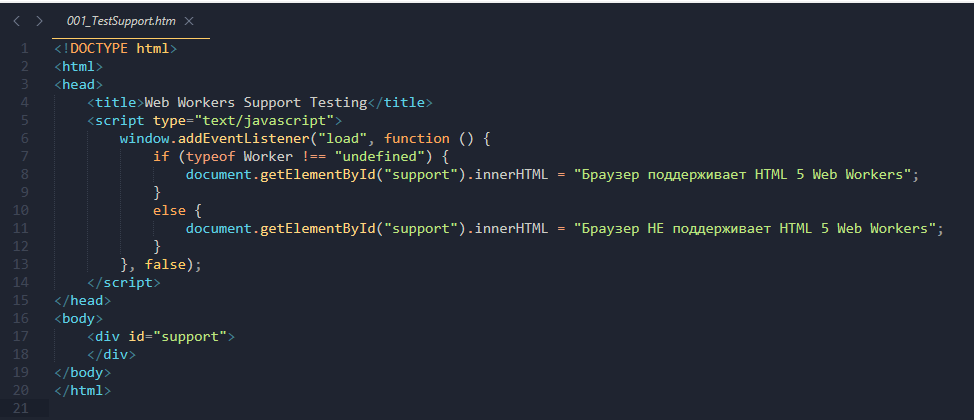 001_TestSupport.htm
1 <!DOCTYPE html>
2 <html>
3 <head>
4     <title>Web Workers Support Testing</title>
5     <script type="text/javascript">
6         window.addEventListener("load", function () {
7             if (typeof Worker !== "undefined") {
8                 document.getElementById("support").innerHTML = "Браузер поддерживает HTML 5 Web Workers";
9             }
10             else {
11                 document.getElementById("support").innerHTML = "Браузер НЕ поддерживает HTML 5 Web Workers";
12             }
13         }, false);
14     </script>
15 </head>
16 <body>
17     <div id="support">
18     </div>
19 </body>
20 </html>
21